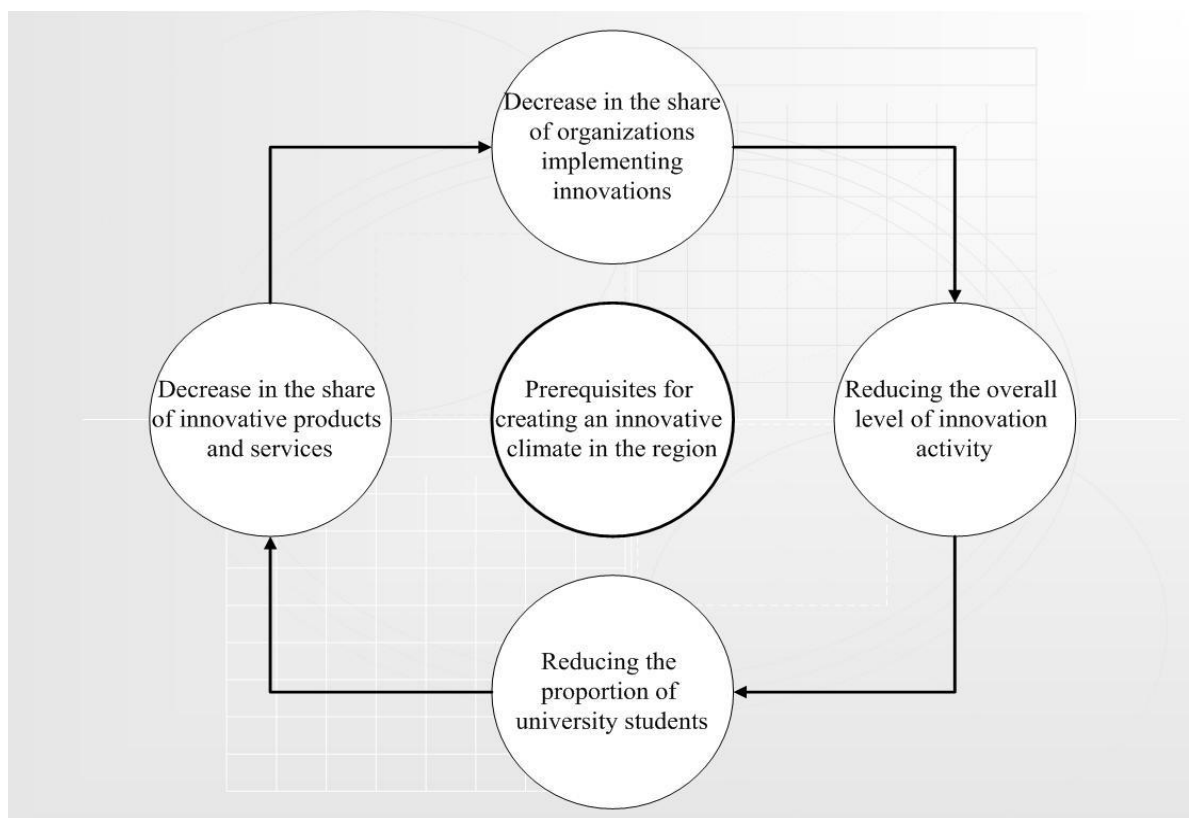 Decrease in the share
of organizations
implementing
innovations
Decrease in the share
of innovative products
and services
Prerequisites for
creating an innovative
climate in the region
Reducing the overall
level of innovation
activity
Reducing the
proportion of
university students